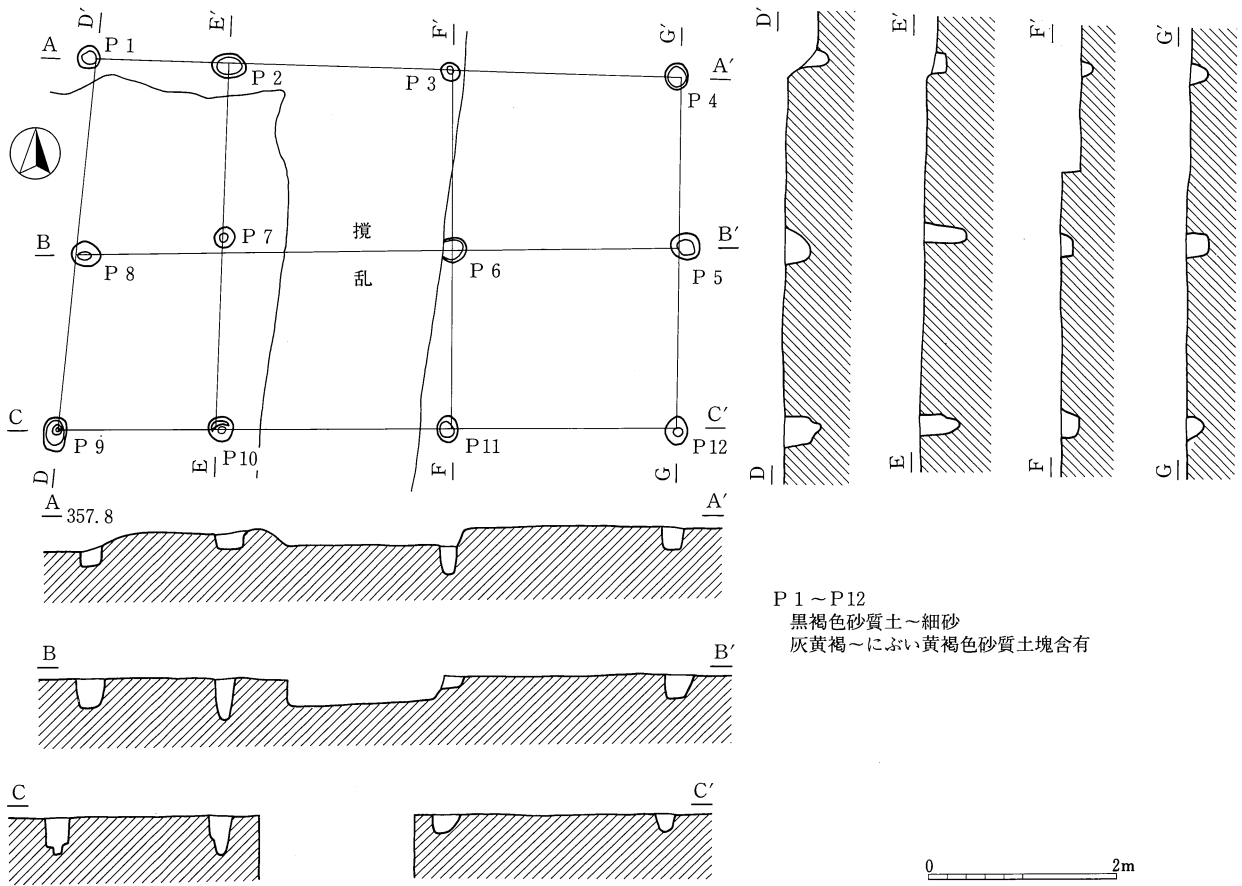 D′ E′ F′ G′
A P 1 P 2 P 3 A′ P 4
B P 8 P 7 撹 P 6 B′ P 5
乱
C P 9 P10 P11 C′ P12
D E F G
D′ E′ F′ G′
D E F G
A 357.8 A′
B B′
C C′
P 1～P12
黒褐色砂質土～細砂
灰黄褐～にぶい黄褐色砂質土塊含有
0 2m